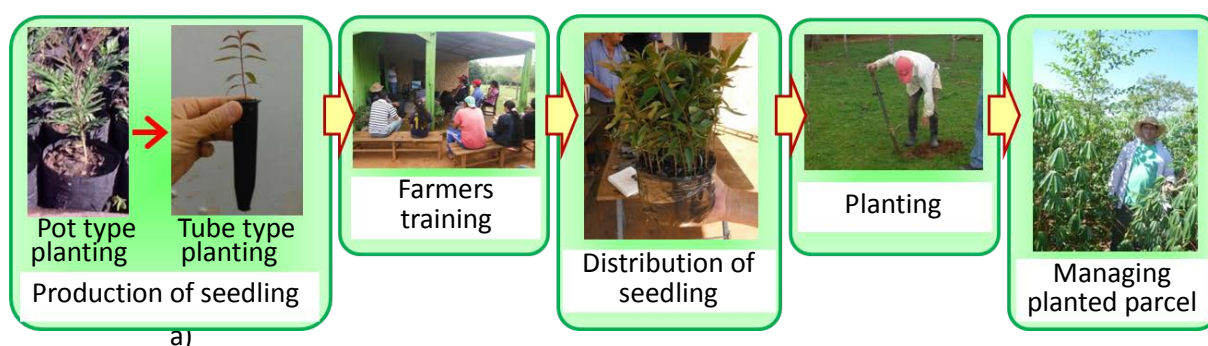 Pot type
planting
Tube type
planting
Production of seedling
a)
Farmers
training
Distribution of
seedling
Planting
Managing
planted parcel